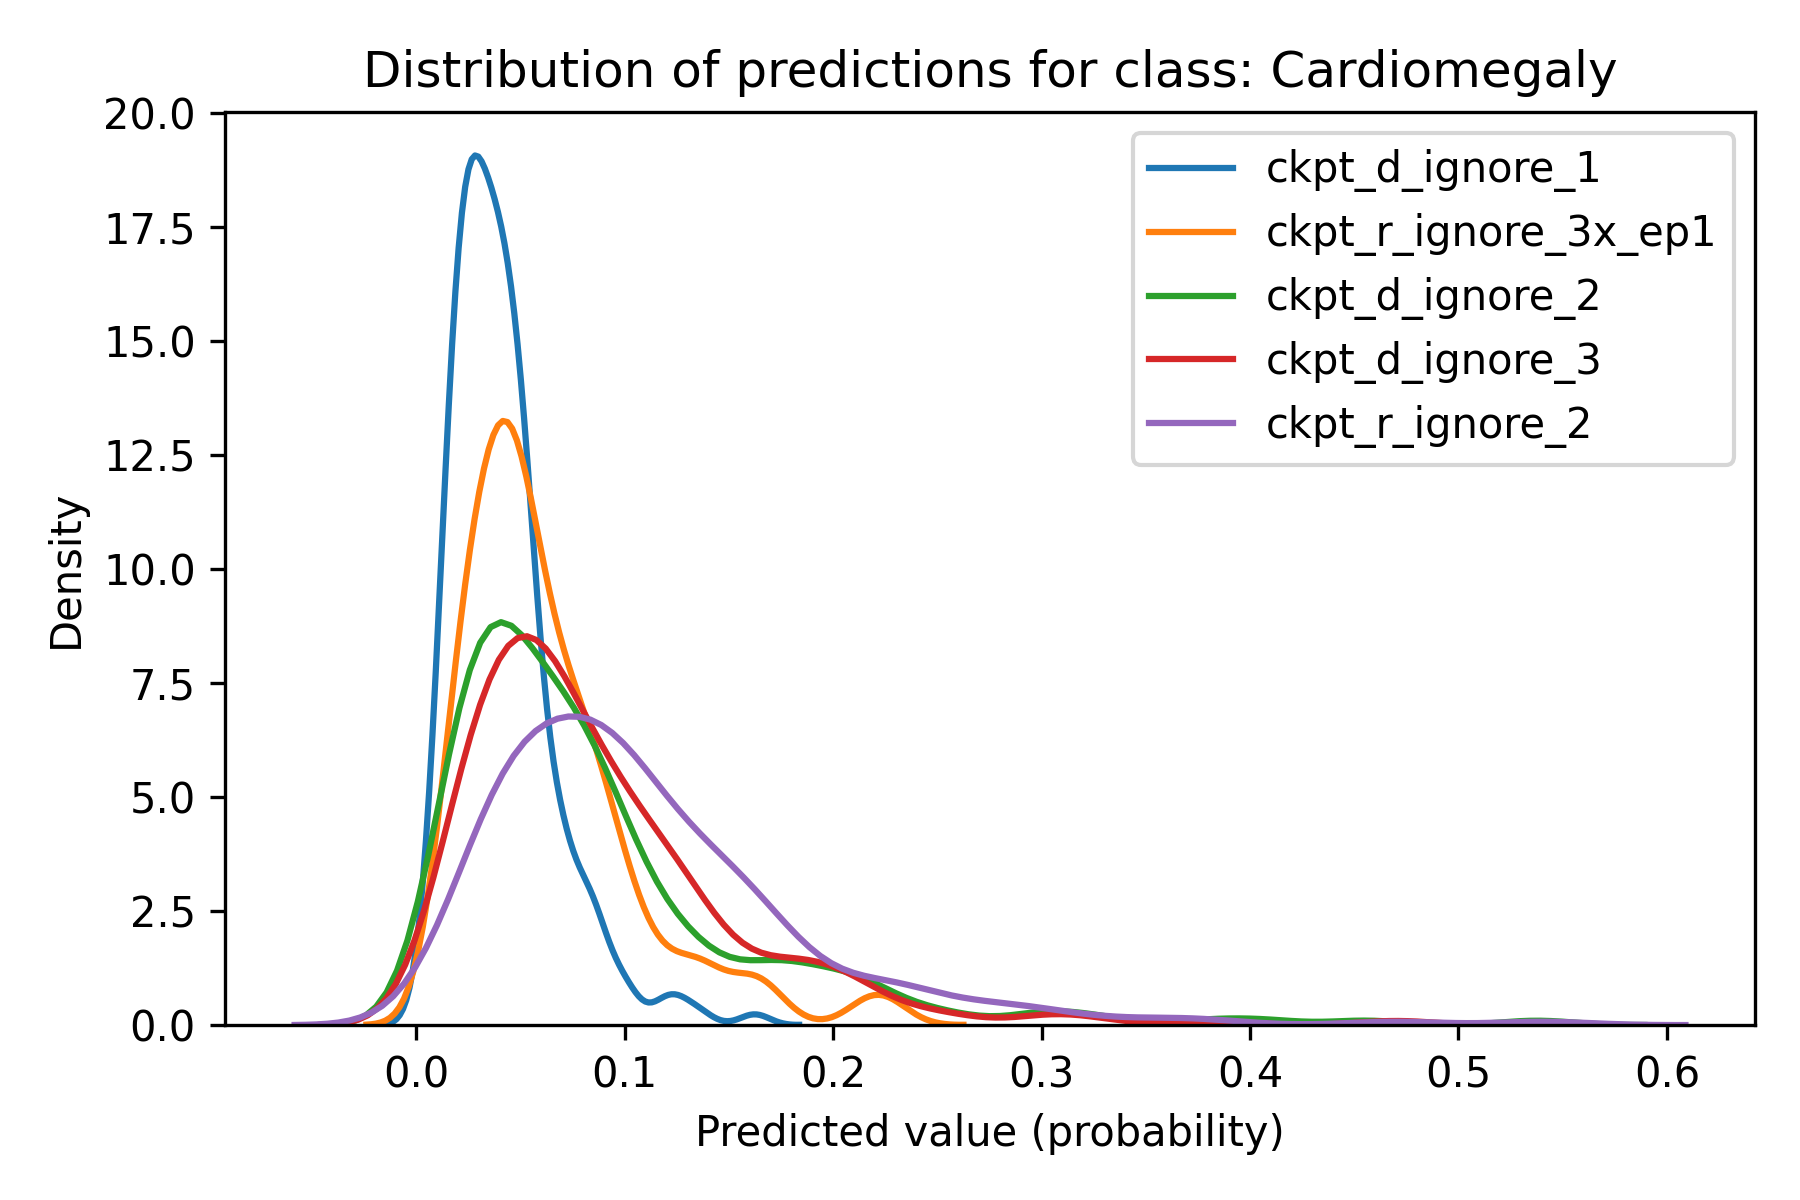 Distribution of predictions for class: Cardiomegaly
20.0
17.5
15.0
12.5
10.0
7.5
5.0
2.5
0.0
Density
ckpt_d_ignore_1
ckpt_r_ignore_3x_ep1
ckpt_d_ignore_2
ckpt_d_ignore_3
ckpt_r_ignore_2
0.0 0.1 0.2 0.3 0.4 0.5 0.6
Predicted value (probability)